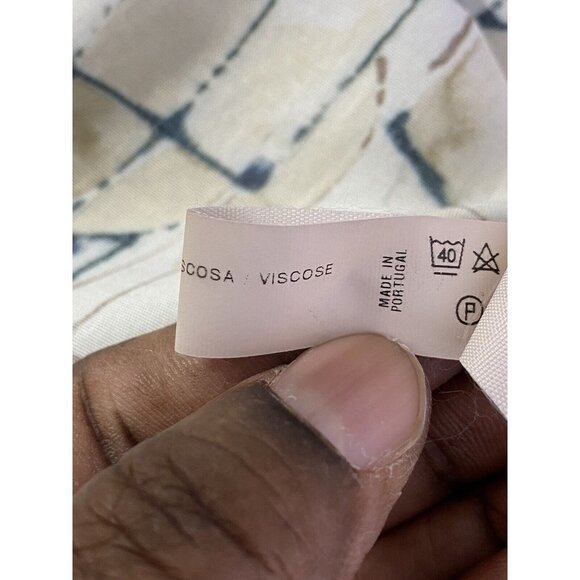 SCOSA / VISCOSE
MADE IN
PORTUGAL
40
P